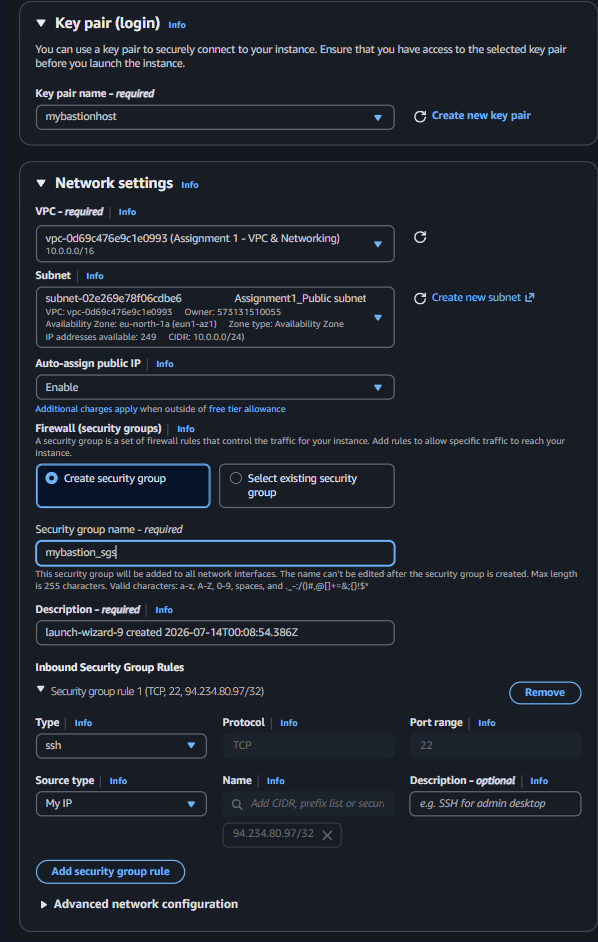 Key pair (login) Info
You can use a key pair to securely connect to your instance. Ensure that you have access to the selected key pair
before you launch the instance.
Key pair name – required
mybastionhost
Create new key pair
Network settings Info
VPC – required | Info
vpc-0d69c476e9c1e0993 (Assignment 1 - VPC & Networking)
10.0.0.0/16
Subnet | Info
subnet-02e269e78f06cdbe6 Assignment1_Public subnet
VPC: vpc-0d69c476e9c1e0993 Owner: 573131510055
Availability Zone: eu-north-1a (eun1-az1) Zone type: Availability Zone
IP addresses available: 249 CIDR: 10.0.0.0/24)
Create new subnet
Auto-assign public IP | Info
Enable
Additional charges apply when outside of free tier allowance
Firewall (security groups) | Info
A security group is a set of firewall rules that control the traffic for your instance. Add rules to allow specific traffic to reach your
instance.
Create security group
Select existing security
group
Security group name – required
mybastion_sgs
This security group will be added to all network interfaces. The name can't be edited after the security group is created. Max length
is 255 characters. Valid characters: a-z, A-Z, 0-9, spaces, and ._-:/()#,@[]+=&;{}!$*
Description – required | Info
launch-wizard-9 created 2026-07-14T00:08:54.386Z
Inbound Security Group Rules
Security group rule 1 (TCP, 22, 94.234.80.97/32)
Remove
Type | Info
Protocol | Info
Port range | Info
ssh
TCP
22
Source type | Info
Name | Info
Description – optional | Info
My IP
Add CIDR, prefix list or secur
e.g. SSH for admin desktop
94.234.80.97/32
Add security group rule
Advanced network configuration